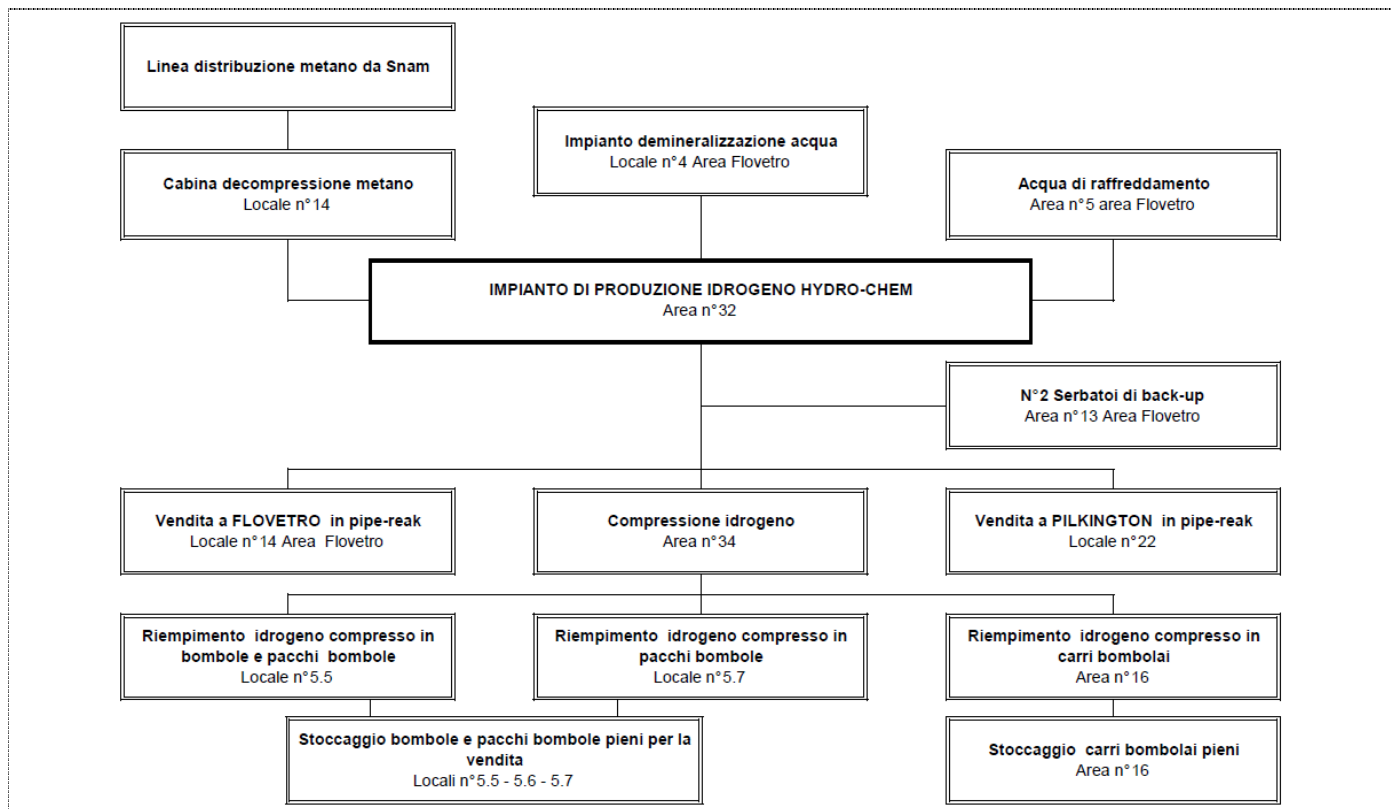 Linea distribuzione metano da Snam
Impianto demineralizzazione acqua
Locale n°4 Area Flovetro
Cabina decompressione metano
Locale n°14
Acqua di raffreddamento
Area n°5 area Flovetro
IMPIANTO DI PRODUZIONE IDROGENO HYDRO-CHEM
Area n°32
N°2 Serbatoi di back-up
Area n°13 Area Flovetro
Vendita a FLOVETRO in pipe-reak
Locale n°14 Area Flovetro
Compressione idrogeno
Area n°34
Vendita a PILKINGTON in pipe-reak
Locale n°22
Riempimento idrogeno compresso in
bombole e pacchi bombole
Locale n°5.5
Riempimento idrogeno compresso in
pacchi bombole
Locale n°5.7
Riempimento idrogeno compresso in
carri bombolai
Area n°16
Stoccaggio bombole e pacchi bombole pieni per la
vendita
Locali n°5.5 - 5.6 - 5.7
Stoccaggio carri bombolai pieni
Area n°16